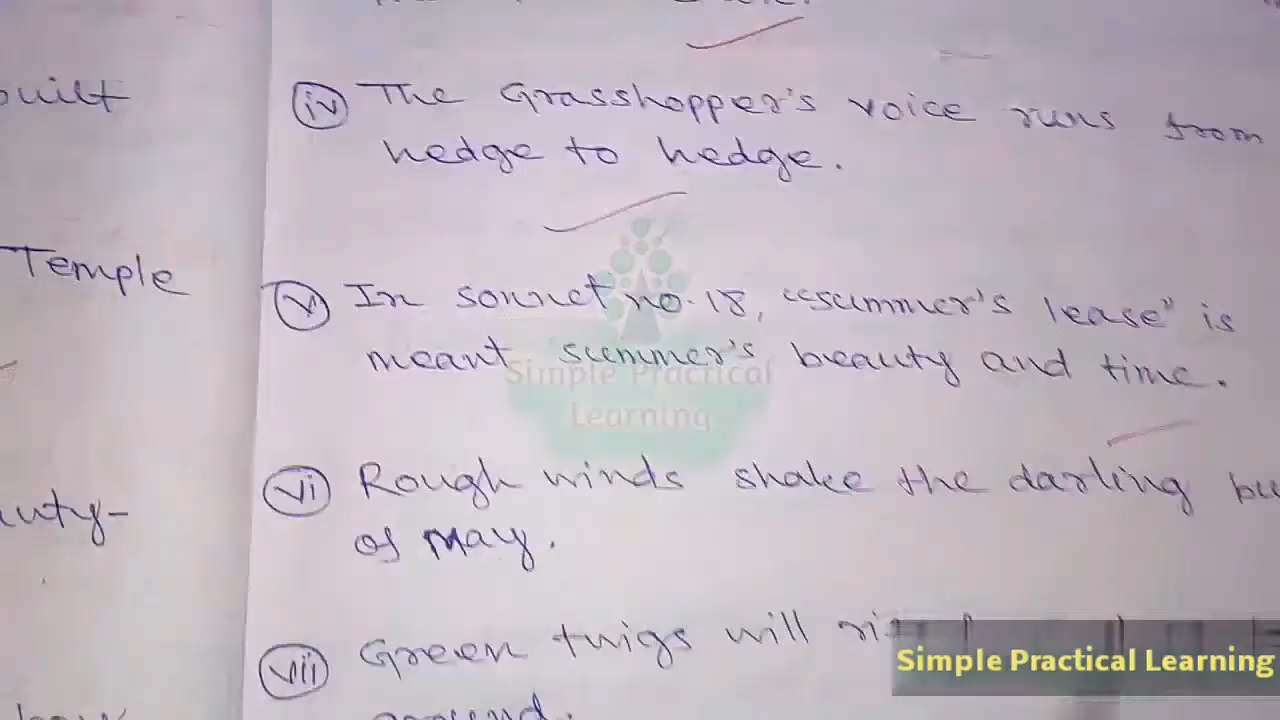 built
Temple
auty-
(iv) The Grasshopper's voice runs from
hedge to hedge.
(v) In sonnet no. 18, "summer's lease" is
meant summer's beauty and time.
(vi) Rough winds shake the darling
of May.
(vii) Green twigs will
ground.
Simple Practical
Learning
Simple Practical Learning